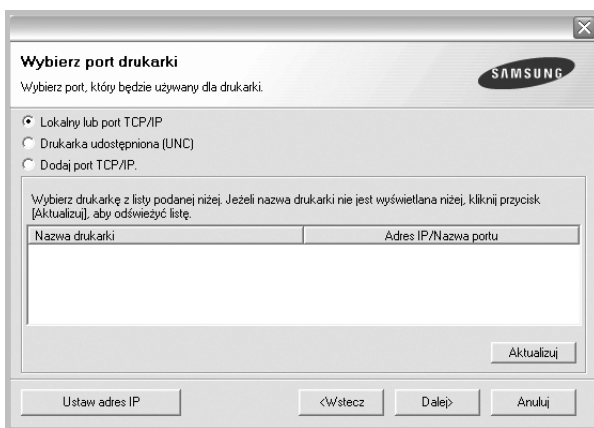 Wybierz port drukarki
Wybierz port, który będzie używany dla drukarki.
SAMSUNG
Lokalny lub port TCP/IP
Drukarka udostępniona (UNC)
Dodaj port TCP/IP.
Wybierz drukarkę z listy podanej niżej. Jeżeli nazwa drukarki nie jest wyświetlana niżej, kliknij przycisk
[Aktualizuj], aby odświeżyć listę.
Nazwa drukarki Adres IP/Nazwa portu
Aktualizuj
Ustaw adres IP <Wstecz Dalej> Anuluj